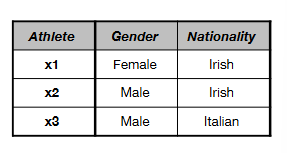 Athlete Gender Nationality
x1 Female Irish
x2 Male Irish
x3 Male Italian